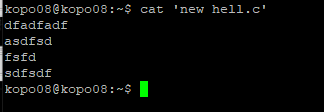 kopo08@kopo08:~$ cat 'new hell.c'
dfadfadf
asdfsd
fsfd
sdfsdf
kopo08@kopo08:~$